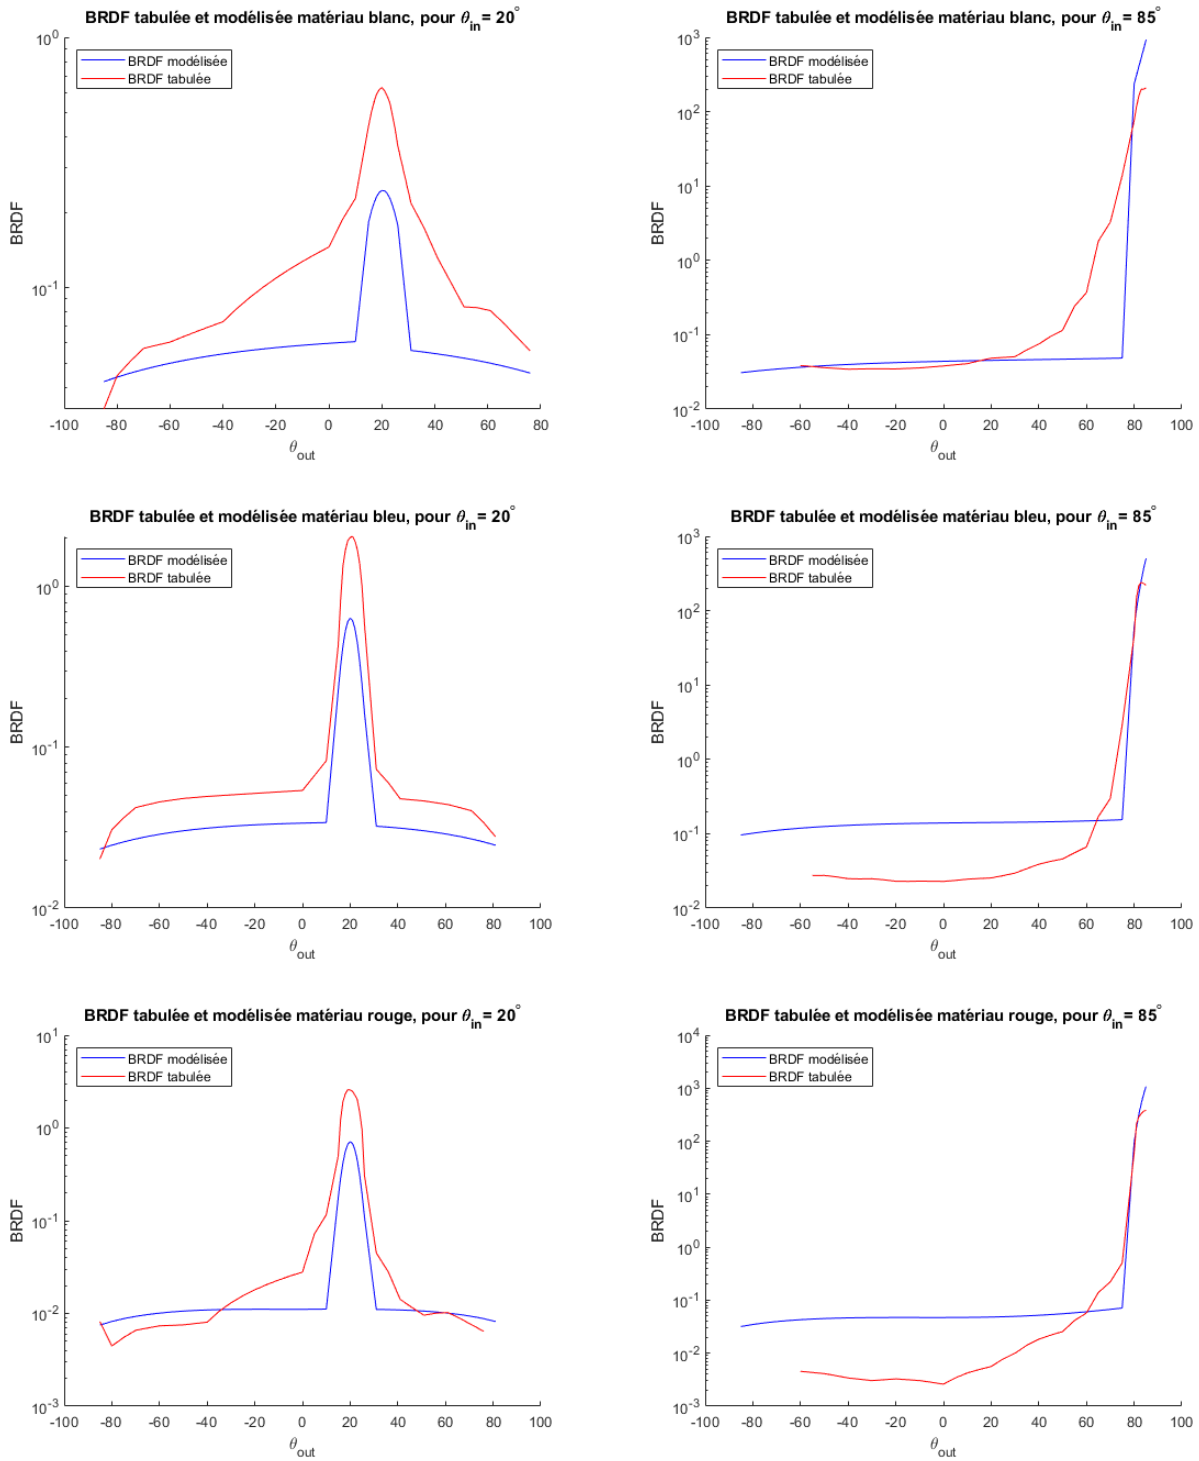 BRDF tabulée et modélisée matériau blanc, pour θin= 20°
BRDF modélisée
BRDF tabulée
10^0
10^-1
BRDF
-100 -80 -60 -40 -20 0 20 40 60 80
θout
BRDF tabulée et modélisée matériau blanc, pour θin= 85°
BRDF modélisée
BRDF tabulée
10^3
10^2
10^1
10^0
10^-1
10^-2
BRDF
-100 -80 -60 -40 -20 0 20 40 60 80 100
θout
BRDF tabulée et modélisée matériau bleu, pour θin= 20°
BRDF modélisée
BRDF tabulée
10^0
10^-1
10^-2
BRDF
-100 -80 -60 -40 -20 0 20 40 60 80 100
θout
BRDF tabulée et modélisée matériau bleu, pour θin= 85°
BRDF modélisée
BRDF tabulée
10^3
10^2
10^1
10^0
10^-1
10^-2
BRDF
-100 -80 -60 -40 -20 0 20 40 60 80 100
θout
BRDF tabulée et modélisée matériau rouge, pour θin= 20°
BRDF modélisée
BRDF tabulée
10^1
10^0
10^-1
10^-2
10^-3
BRDF
-100 -80 -60 -40 -20 0 20 40 60 80 100
θout
BRDF tabulée et modélisée matériau rouge, pour θin= 85°
BRDF modélisée
BRDF tabulée
10^4
10^3
10^2
10^1
10^0
10^-1
10^-2
10^-3
BRDF
-100 -80 -60 -40 -20 0 20 40 60 80 100
θout